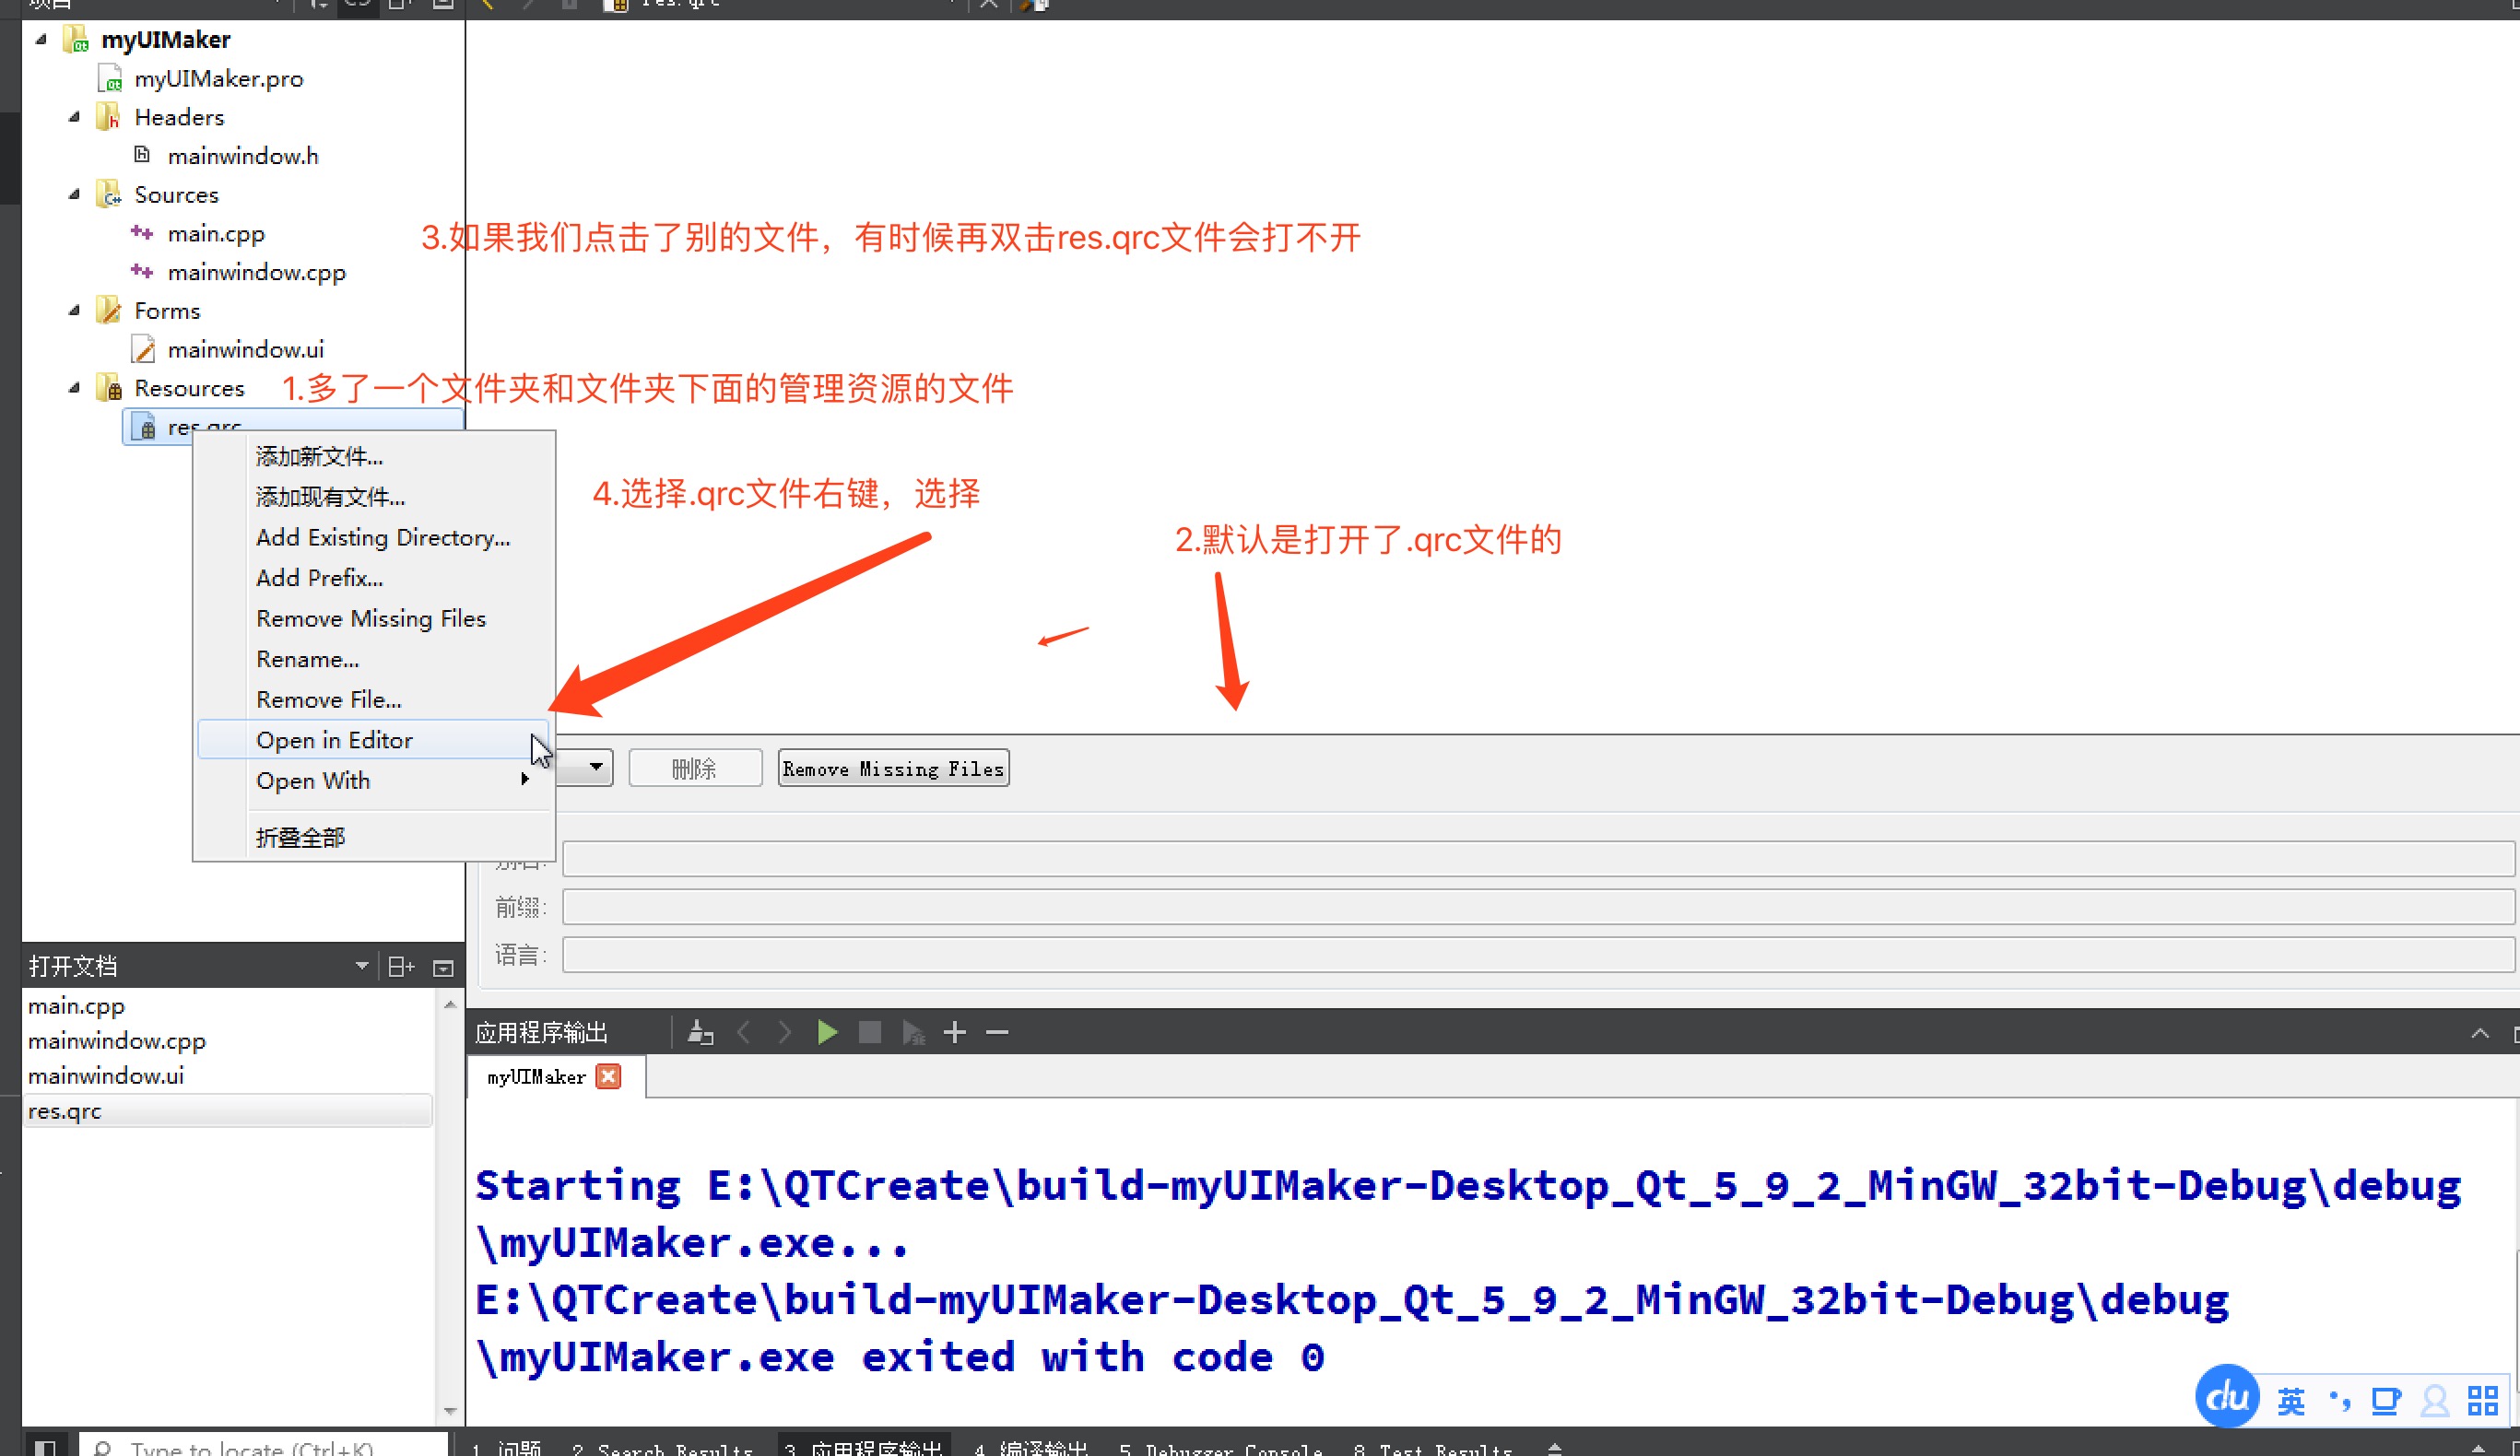 项目
res.qrc
myUIMaker
myUIMaker.pro
Headers
mainwindow.h
Sources
main.cpp
mainwindow.cpp
Forms
mainwindow.ui
Resources
res.qrc
3.如果我们点击了别的文件，有时候再双击res.qrc文件会打不开
1.多了一个文件夹和文件夹下面的管理资源的文件
4.选择.qrc文件右键，选择
2.默认是打开了.qrc文件的
添加新文件...
添加现有文件...
Add Existing Directory...
Add Prefix...
Remove Missing Files
Rename...
Remove File...
Open in Editor
Open With
折叠全部
删除
Remove Missing Files
别名:
前缀:
语言:
打开文档
main.cpp
mainwindow.cpp
mainwindow.ui
res.qrc
应用程序输出
myUIMaker
Starting E:\QTCreate\build-myUIMaker-Desktop_Qt_5_9_2_MinGW_32bit-Debug\debug
\myUIMaker.exe...
E:\QTCreate\build-myUIMaker-Desktop_Qt_5_9_2_MinGW_32bit-Debug\debug
\myUIMaker.exe exited with code 0
du 英
Type to locate (Ctrl+K)
1 问题 2 Search Results 3 应用程序输出 4 编译输出 5 Debugger Console 8 Test Results